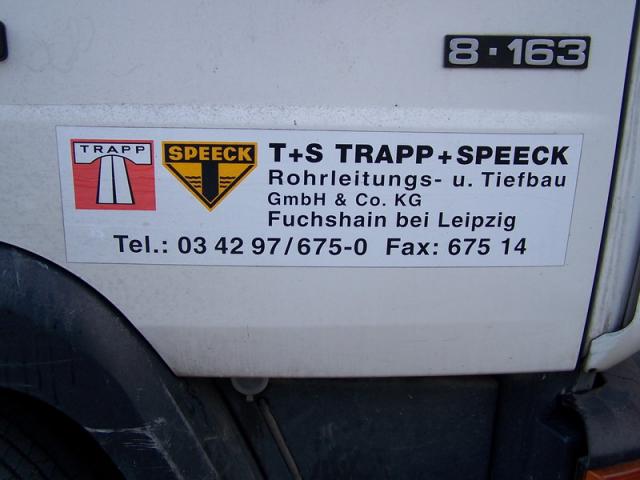 8·163
TRAPP
SPEECK
T+S TRAPP+SPEECK
Rohrleitungs- u. Tiefbau
GmbH & Co. KG
Fuchshain bei Leipzig
Tel.: 03 42 97/675-0 Fax: 675 14